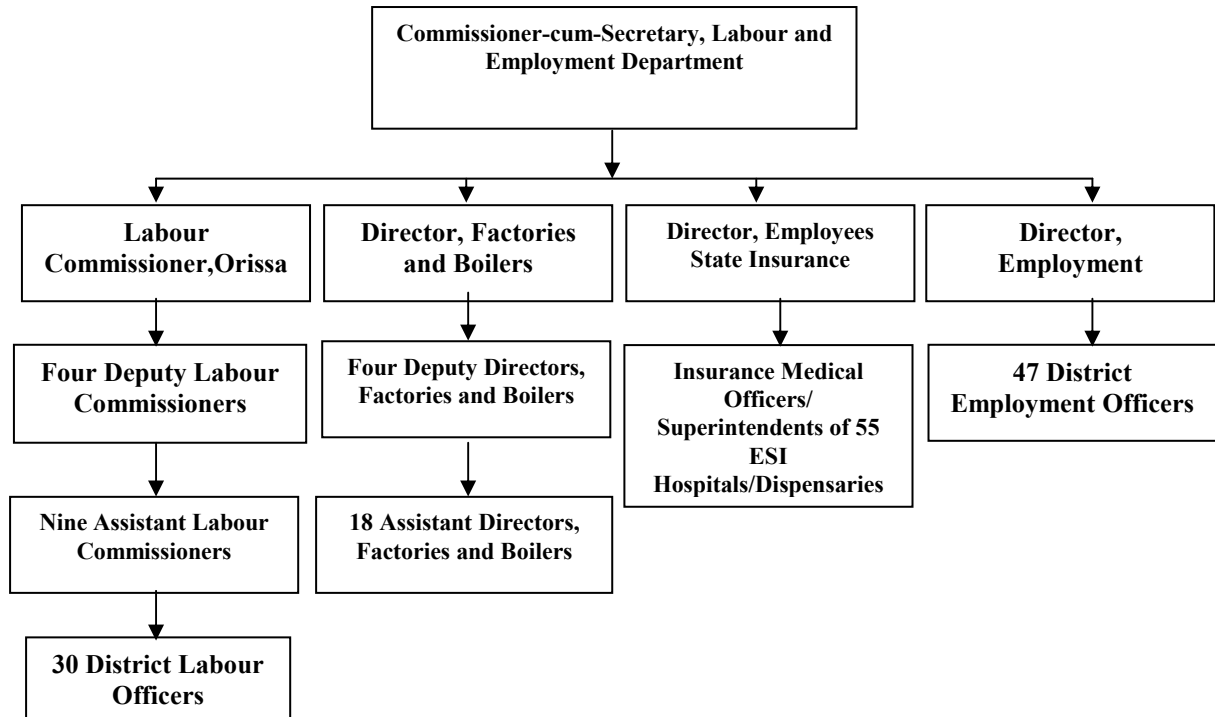 Commissioner-cum-Secretary, Labour and
Employment Department
Labour
Commissioner,Orissa
Director, Factories
and Boilers
Director, Employees
State Insurance
Director,
Employment
Four Deputy Labour
Commissioners
Four Deputy Directors,
Factories and Boilers
Insurance Medical
Officers/
Superintendents of 55
ESI
Hospitals/Dispensaries
47 District
Employment Officers
Nine Assistant Labour
Commissioners
18 Assistant Directors,
Factories and Boilers
30 District Labour
Officers